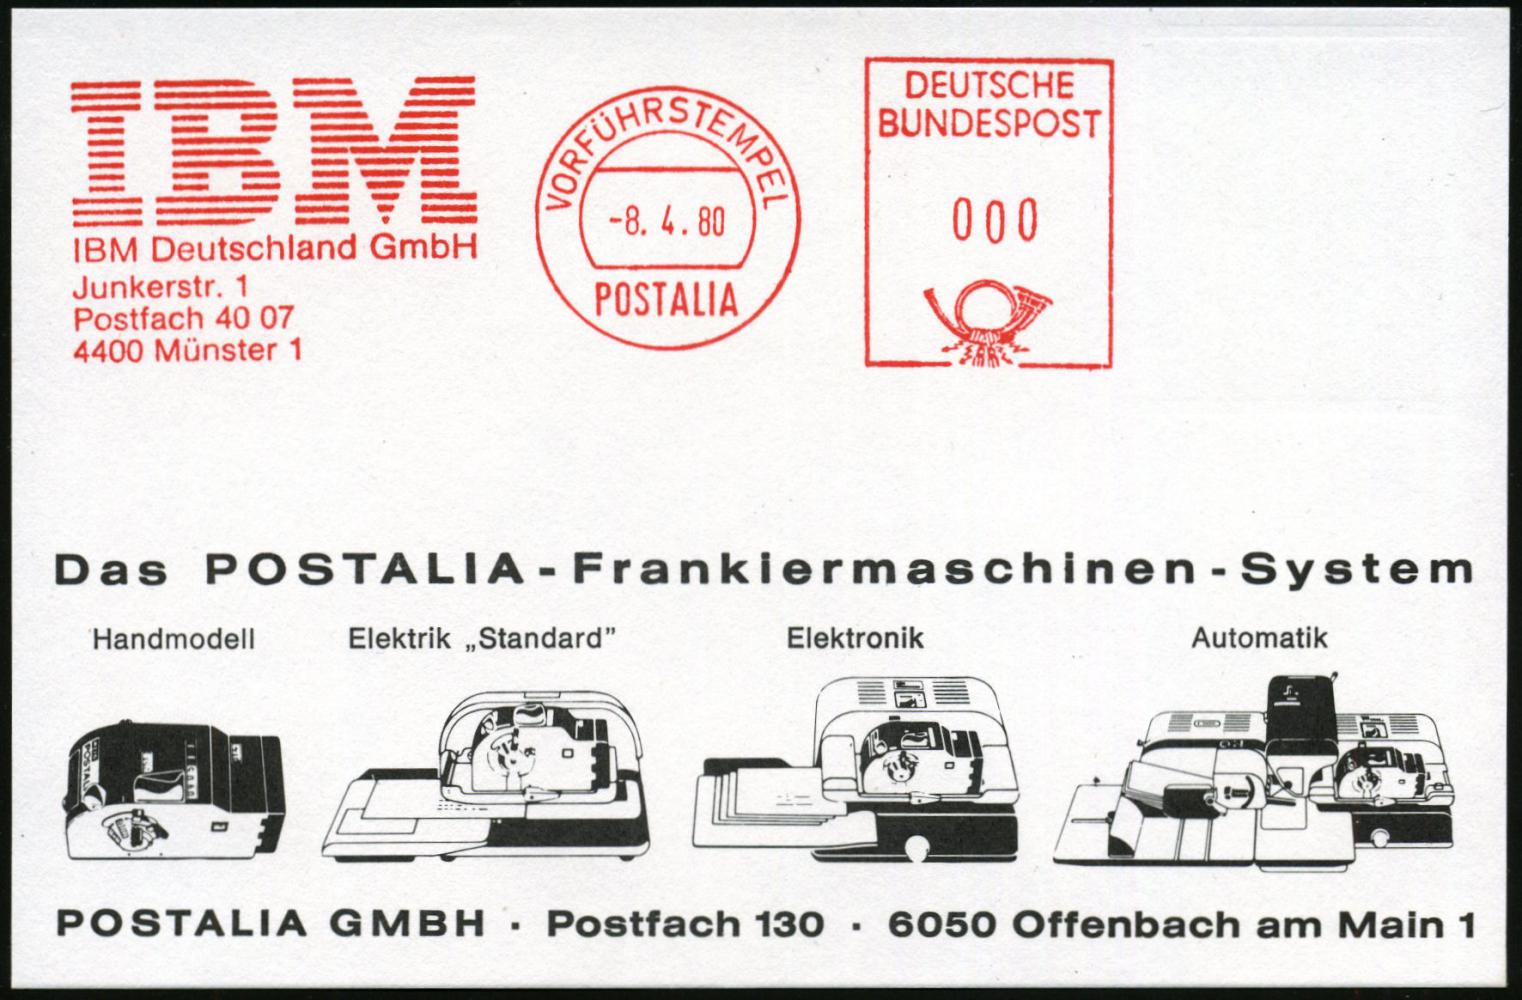 IBM
IBM Deutschland GmbH
Junkerstr. 1
Postfach 40 07
4400 Münster 1
VORFÜHRSTEMPEL
-8. 4. 80
POSTALIA
DEUTSCHE
BUNDESPOST
000
Das POSTALIA-Frankiermaschinen-System
Handmodell
Elektrik „Standard”
Elektronik
Automatik
POSTALIA
POSTALIA GMBH · Postfach 130 · 6050 Offenbach am Main 1